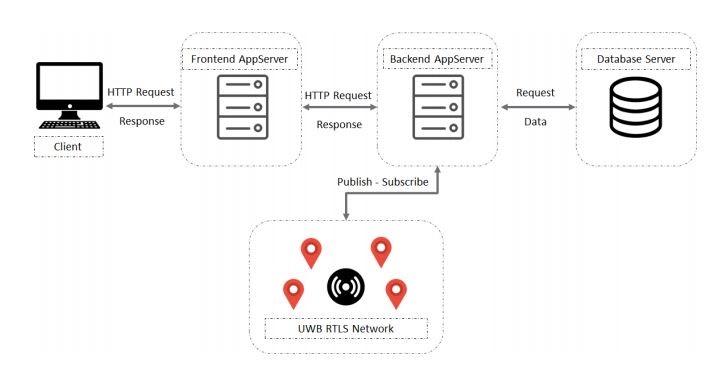 Frontend AppServer
Backend AppServer
Database Server
HTTP Request
Response
HTTP Request
Response
Request
Data
Client
Publish - Subscribe
UWB RTLS Network